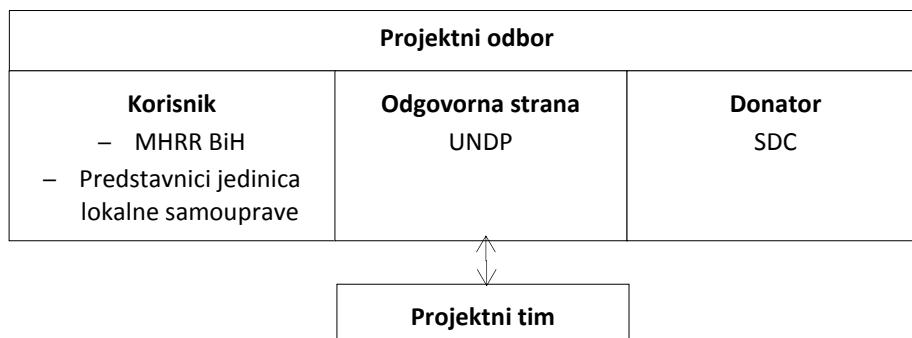 Projektni odbor
Korisnik
– MHRR BiH
– Predstavnici jedinica
lokalne samouprave
Odgovorna strana
UNDP
Donator
SDC
Projektni tim